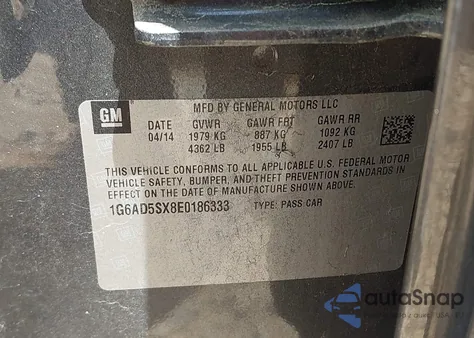 GM
MFD BY GENERAL MOTORS LLC
DATE GVWR GAWR FRT GAWR RR
04/14 1979 KG 887 KG 1092 KG
4362 LB 1955 LB 2407 LB
THIS VEHICLE CONFORMS TO ALL APPLICABLE U.S. FEDERAL MOTOR
VEHICLE SAFETY, BUMPER, AND THEFT PREVENTION STANDARDS IN
EFFECT ON THE DATE OF MANUFACTURE SHOWN ABOVE.
1G6AD5SX8E0186333 TYPE: PASS CAR
autaSnap